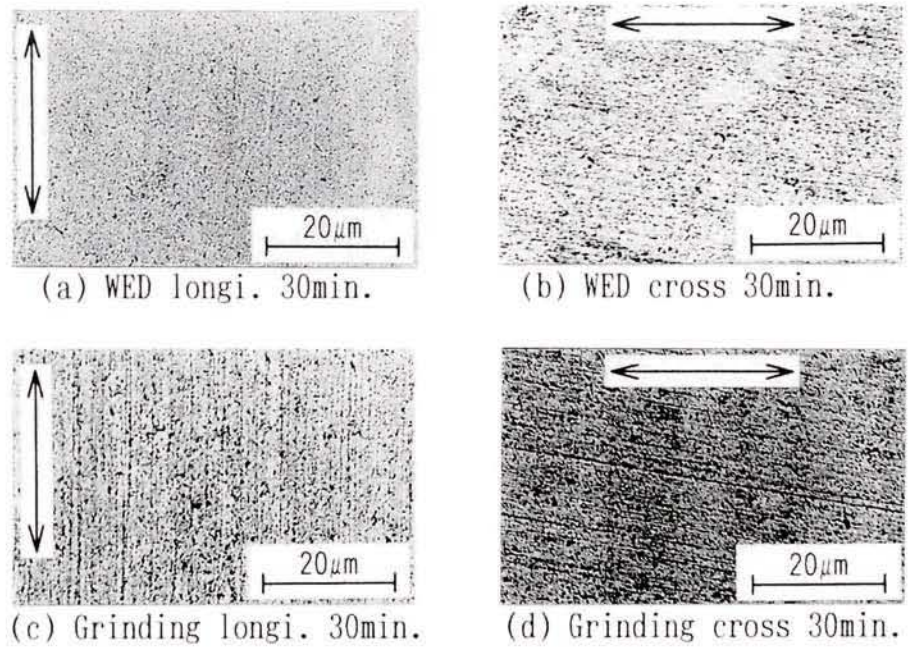 20μm
20μm
(a) WED longi. 30min.
(b) WED cross 30min.
20μm
20μm
(c) Grinding longi. 30min.
(d) Grinding cross 30min.